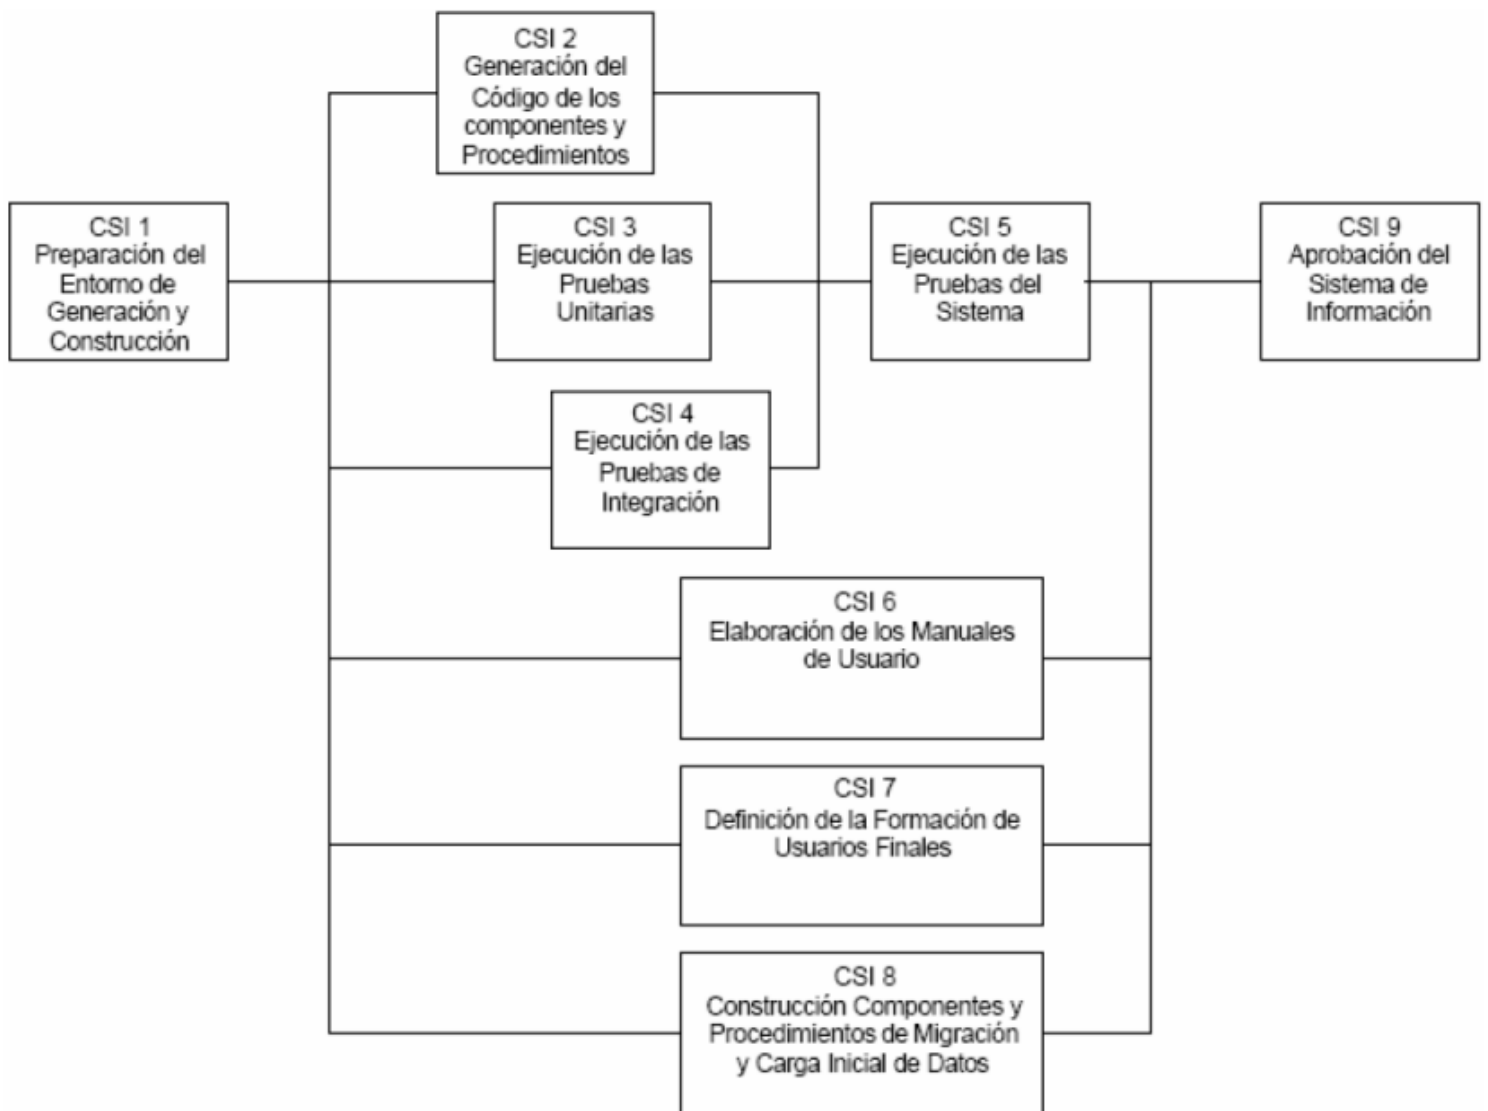 CSI 1
Preparación del
Entorno de
Generación y
Construcción
CSI 2
Generación del
Código de los
componentes y
Procedimientos
CSI 3
Ejecución de las
Pruebas
Unitarias
CSI 4
Ejecución de las
Pruebas de
Integración
CSI 5
Ejecución de las
Pruebas del
Sistema
CSI 6
Elaboración de los Manuales
de Usuario
CSI 7
Definición de la Formación de
Usuarios Finales
CSI 8
Construcción Componentes y
Procedimientos de Migración
y Carga Inicial de Datos
CSI 9
Aprobación del
Sistema de
Información